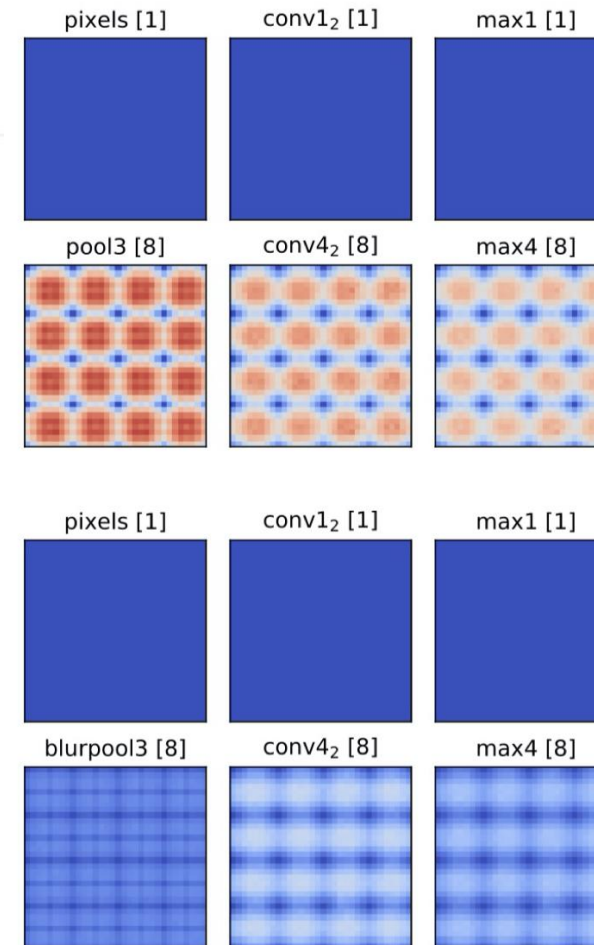 pixels [1] conv1₂ [1] max1 [1]
pool3 [8] conv4₂ [8] max4 [8]
pixels [1] conv1₂ [1] max1 [1]
blurpool3 [8] conv4₂ [8] max4 [8]